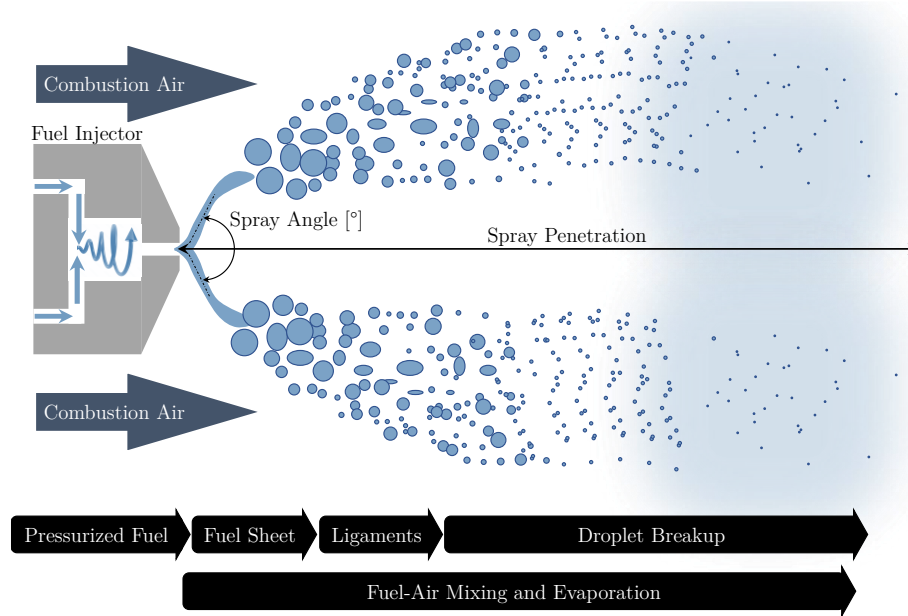 Combustion Air
Fuel Injector
Spray Angle [°]
Spray Penetration
Combustion Air
Pressurized Fuel
Fuel Sheet
Ligaments
Droplet Breakup
Fuel-Air Mixing and Evaporation